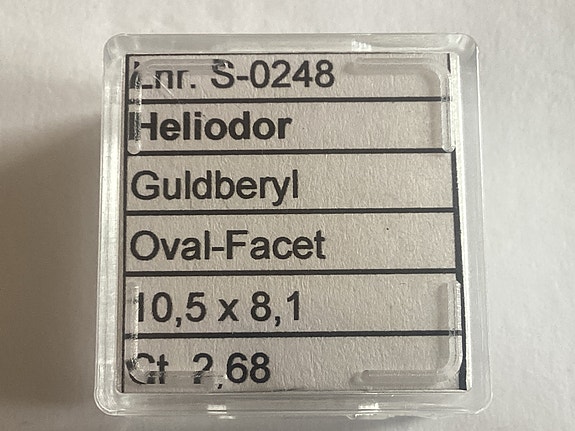 Lnr. S-0248
Heliodor
Guldberyl
Oval-Facet
10,5 x 8,1
Ct. 2,68